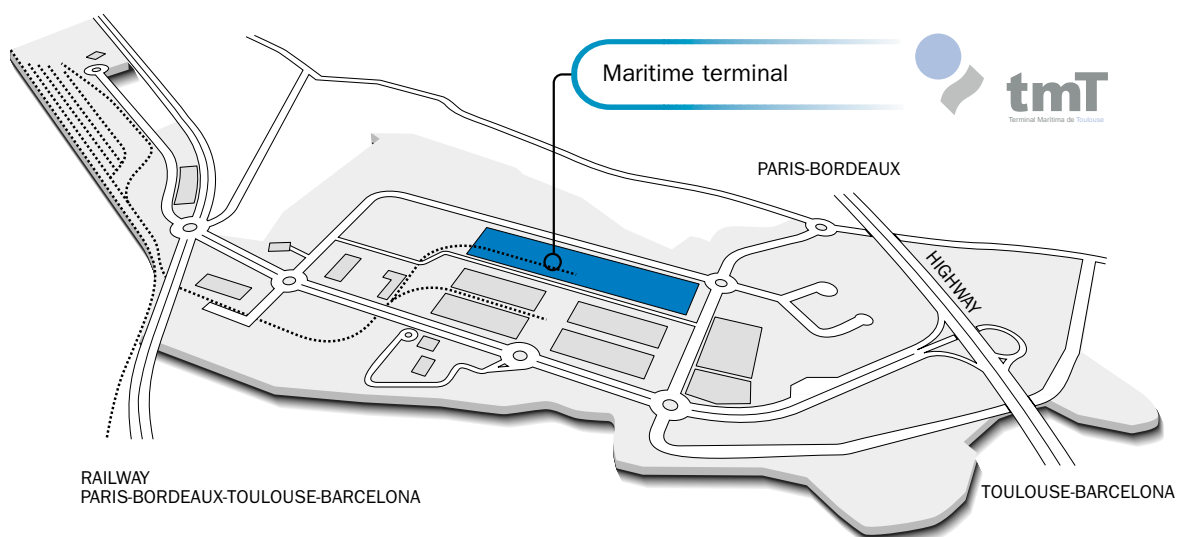 Maritime terminal
tmT
Terminal Marítima de Toulouse
PARIS-BORDEAUX
HIGHWAY
RAILWAY
PARIS-BORDEAUX-TOULOUSE-BARCELONA
TOULOUSE-BARCELONA